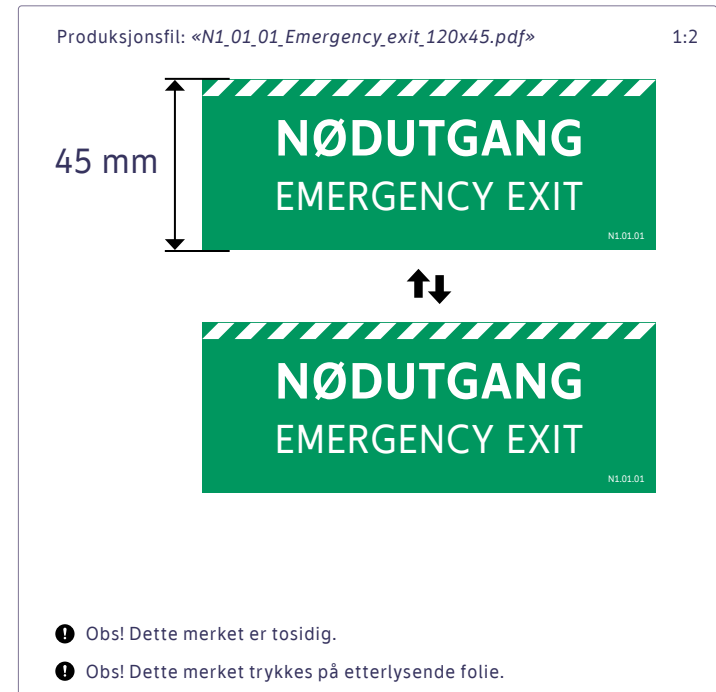 Produksjonsfil: «N1_01_01_Emergency_exit_120x45.pdf» 1:2
45 mm
NØDUTGANG
EMERGENCY EXIT
N1.01.01
NØDUTGANG
EMERGENCY EXIT
N1.01.01
Obs! Dette merket er tosidig.
Obs! Dette merket trykkes på etterlysende folie.